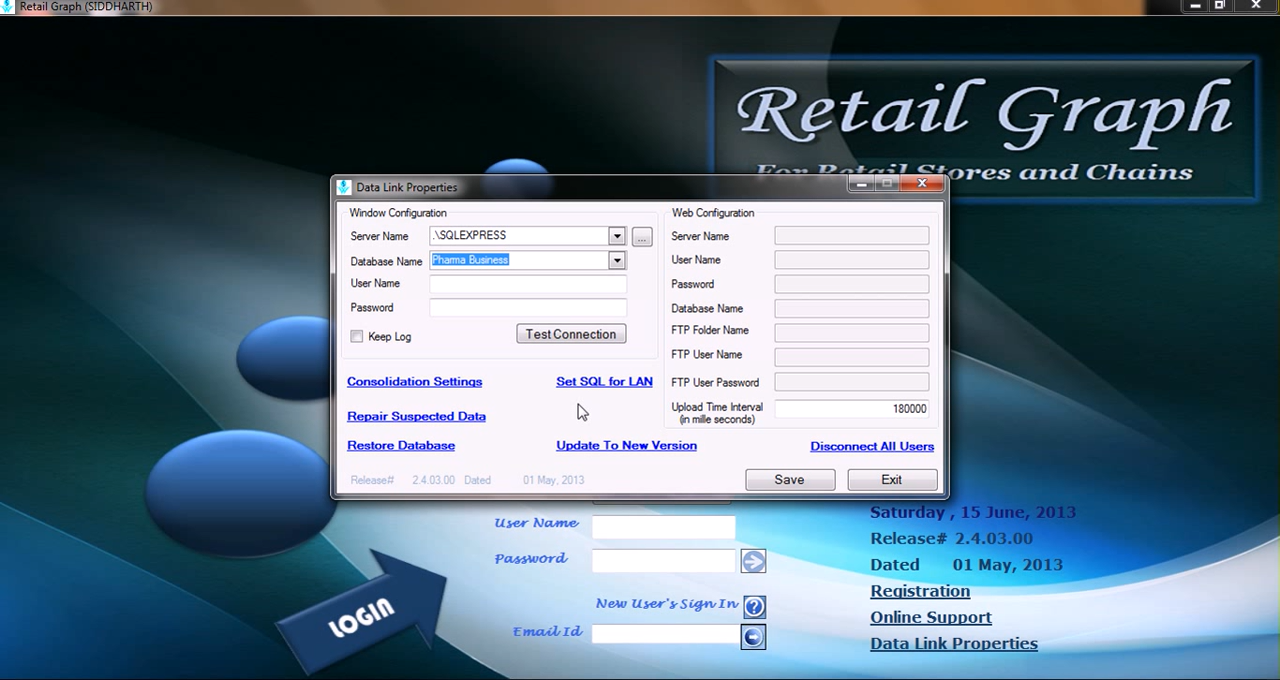 Retail Graph (SIDDHARTH)
Retail Graph
For Retail Stores and Chains
Data Link Properties
Window Configuration
Server Name
.\SQLEXPRESS
...
Database Name
Pharma Business
User Name
Password
Keep Log
Test Connection
Consolidation Settings
Set SQL for LAN
Repair Suspected Data
Restore Database
Update To New Version
Release# 2.4.03.00 Dated 01 May, 2013
Web Configuration
Server Name
User Name
Password
Database Name
FTP Folder Name
FTP User Name
FTP User Password
Upload Time Interval
(in mille seconds)
180000
Disconnect All Users
Save
Exit
User Name
Password
New User's Sign In
?
Email Id
LOGIN
Saturday , 15 June, 2013
Release# 2.4.03.00
Dated 01 May, 2013
Registration
Online Support
Data Link Properties